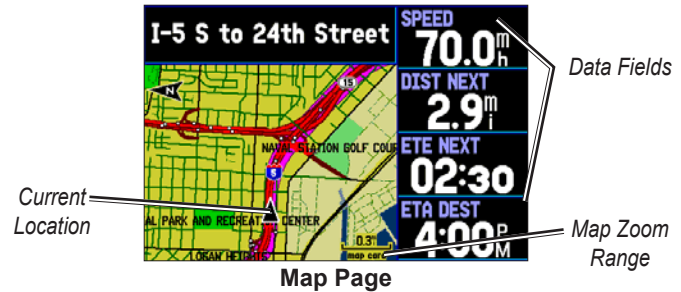 I-5 S to 24th Street
SPEED
70.0 m h
DIST NEXT
2.9 m i
ETE NEXT
02:30
ETA DEST
4:00 P M
N
15
NAVAL STATION GOLF COUR
5
AL PARK AND RECREAT CENTER
LOGAN HEIGHTS
0.3
map card
Data Fields
Current
Location
Map Zoom
Range
Map Page